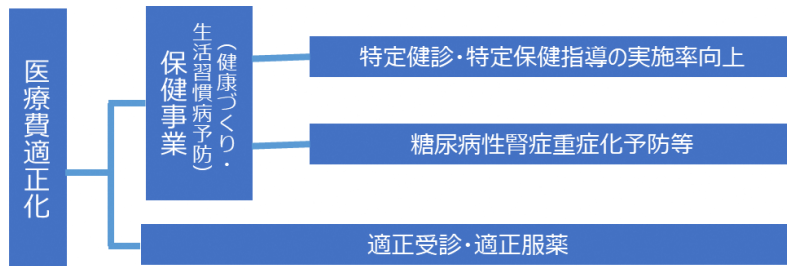 医療費適正化
保健事業
(健康づくり・
生活習慣病予防)
特定健診・特定保健指導の実施率向上
糖尿病性腎症重症化予防等
適正受診・適正服薬